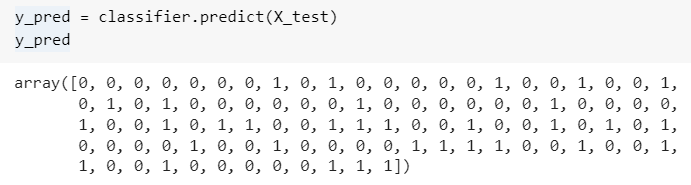 y_pred = classifier.predict(X_test)
y_pred
array([0, 0, 0, 0, 0, 0, 0, 1, 0, 1, 0, 0, 0, 0, 0, 1, 0, 0, 1, 0, 0, 1,
0, 1, 0, 1, 0, 0, 0, 0, 0, 0, 1, 0, 0, 0, 0, 0, 0, 1, 0, 0, 0, 0,
1, 0, 0, 1, 0, 1, 1, 0, 0, 1, 1, 1, 0, 0, 1, 0, 0, 1, 0, 1, 0, 1,
0, 0, 0, 0, 1, 0, 0, 1, 0, 0, 0, 0, 1, 1, 1, 1, 0, 0, 1, 0, 0, 1,
1, 0, 0, 1, 0, 0, 0, 0, 0, 1, 1, 1])